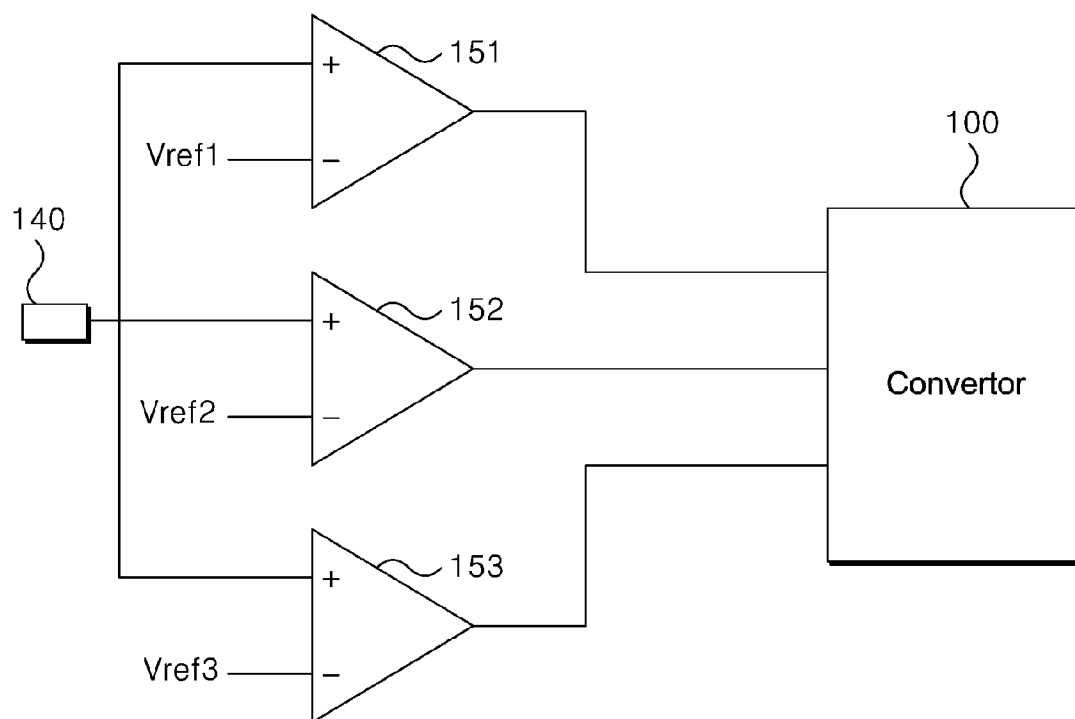 151
+
Vref1
−
100
140
152
+
Convertor
Vref2
−
153
+
Vref3
−